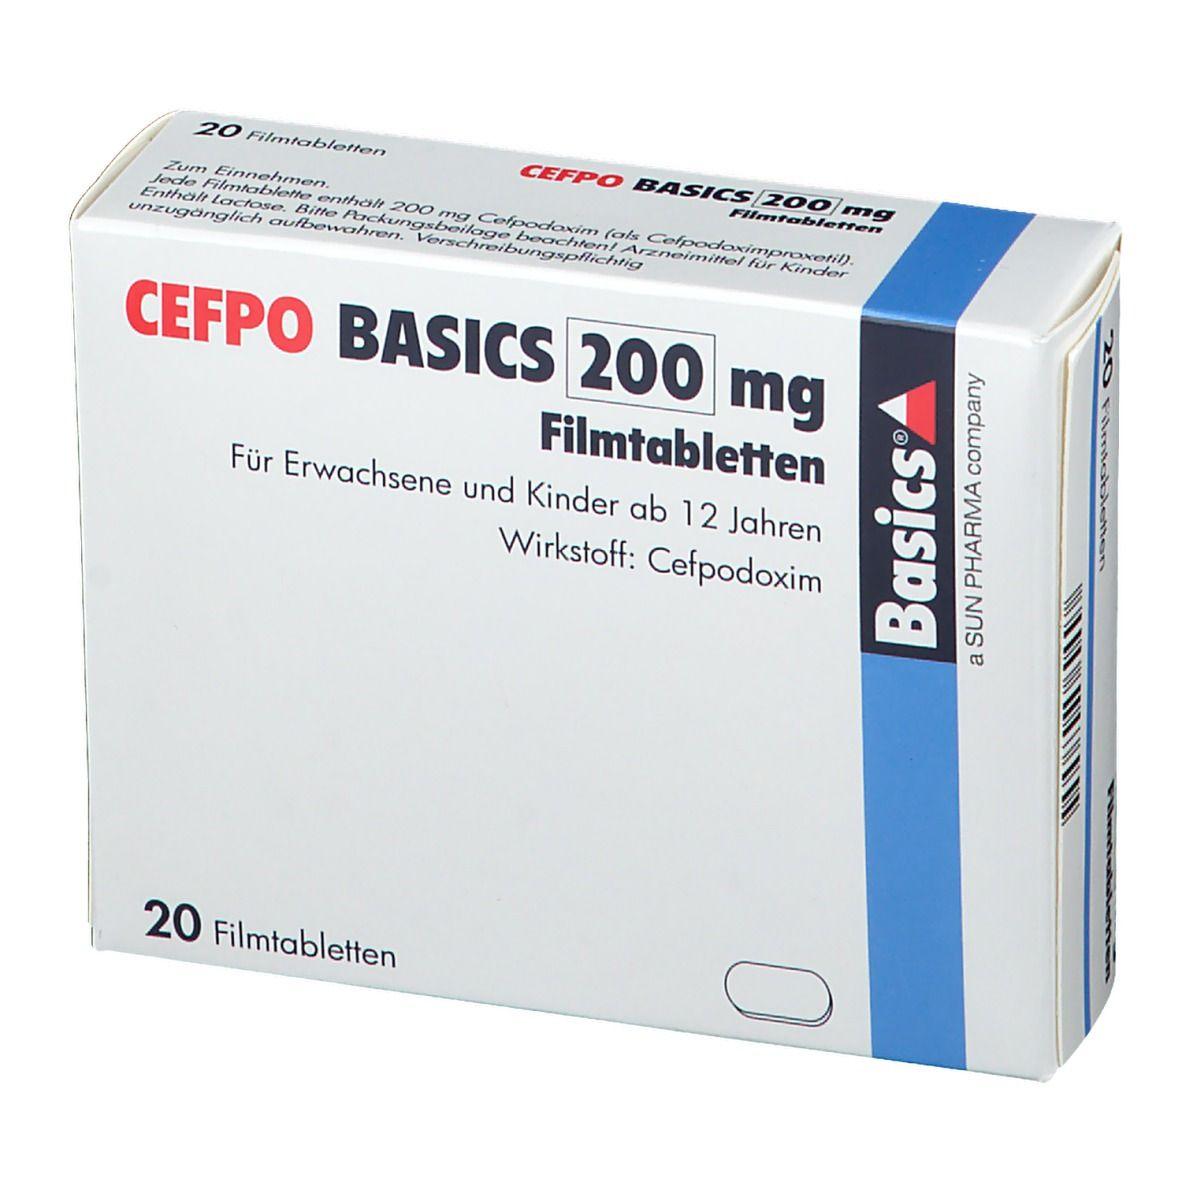 20 Filmtabletten
CEFPO BASICS 200 mg
Filmtabletten
Zum Einnehmen.
Jede Filmtablette enthält 200 mg Cefpodoxim (als Cefpodoximproxetil).
Enthält Lactose. Bitte Packungsbeilage beachten! Arzneimittel für Kinder
unzugänglich aufbewahren. Verschreibungspflichtig
CEFPO BASICS 200 mg
Filmtabletten
Für Erwachsene und Kinder ab 12 Jahren
Wirkstoff: Cefpodoxim
20 Filmtabletten
Basics®
a SUN PHARMA company
20 Filmtabletten
Filmtabletten